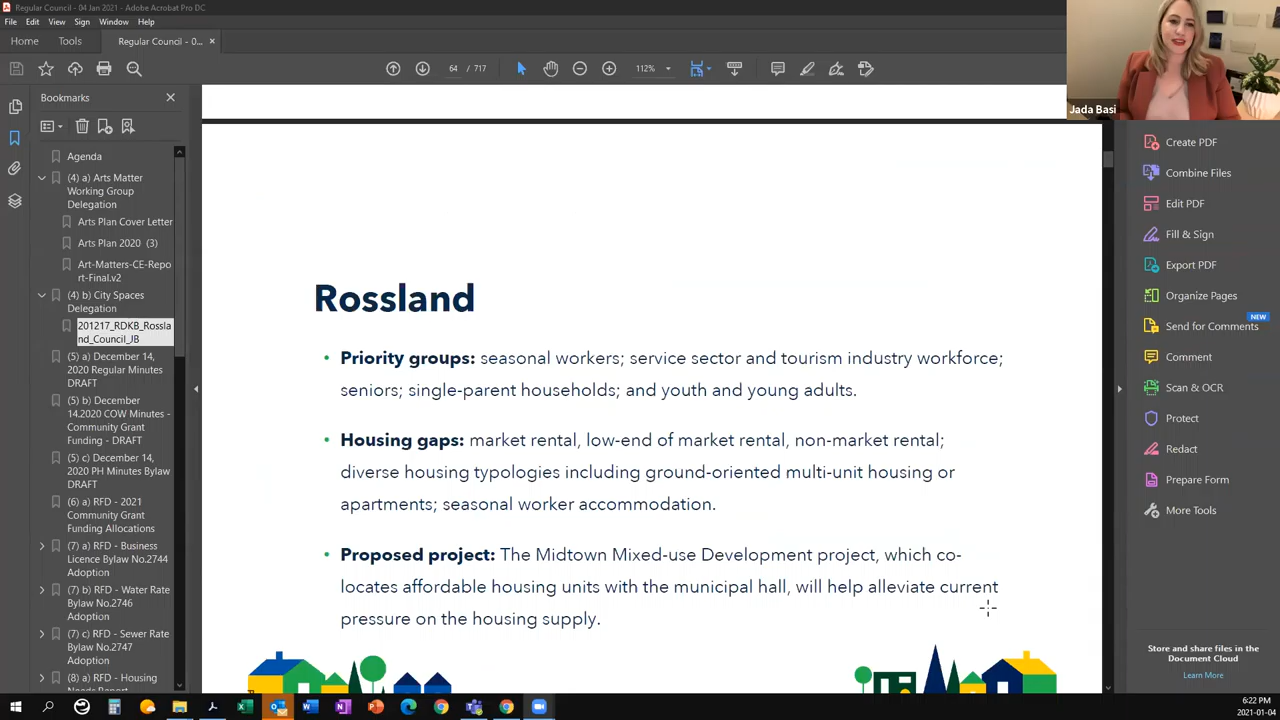 Regular Council - 04 Jan 2021 - Adobe Acrobat Pro DC
File Edit View Sign Window Help
Home Tools Regular Council - 0... ×
64 / 717 112%
Bookmarks
Agenda
(4) a) Arts Matter
Working Group
Delegation
Arts Plan Cover Letter
Arts Plan 2020 (3)
Art-Matters-CE-Repo
rt-Final.v2
(4) b) City Spaces
Delegation
201217_RDKB_Rossla
nd_Council_JB
(5) a) December 14,
2020 Regular Minutes
DRAFT
(5) b) December
14.2020 COW Minutes -
Community Grant
Funding - DRAFT
(5) c) December 14,
2020 PH Minutes Bylaw
DRAFT
(6) a) RFD - 2021
Community Grant
Funding Allocations
(7) a) RFD - Business
Licence Bylaw No.2744
Adoption
(7) b) RFD - Water Rate
Bylaw No.2746
Adoption
(7) c) RFD - Sewer Rate
Bylaw No.2747
Adoption
(8) a) RFD - Housing
Needs Report
Rossland
• Priority groups: seasonal workers; service sector and tourism industry workforce;
seniors; single-parent households; and youth and young adults.
• Housing gaps: market rental, low-end of market rental, non-market rental;
diverse housing typologies including ground-oriented multi-unit housing or
apartments; seasonal worker accommodation.
• Proposed project: The Midtown Mixed-use Development project, which co-
locates affordable housing units with the municipal hall, will help alleviate current
pressure on the housing supply.
Jada Basi
Create PDF
Combine Files
Edit PDF
Fill & Sign
Export PDF
Organize Pages
NEW
Send for Comments
Comment
Scan & OCR
Protect
Redact
Prepare Form
More Tools
Store and share files in the
Document Cloud
Learn More
6:22 PM
2021-01-04